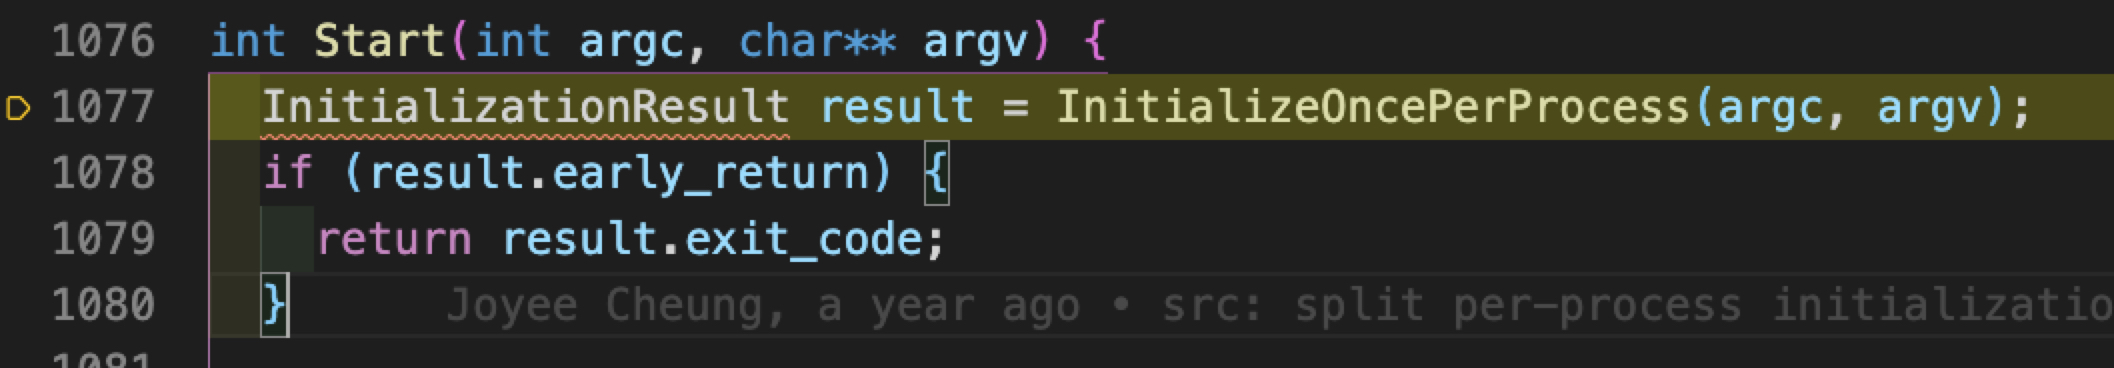 1076 int Start(int argc, char** argv) {
1077 InitializationResult result = InitializeOncePerProcess(argc, argv);
1078 if (result.early_return) {
1079 return result.exit_code;
1080 } Joyee Cheung, a year ago • src: split per-process initializatio
1081